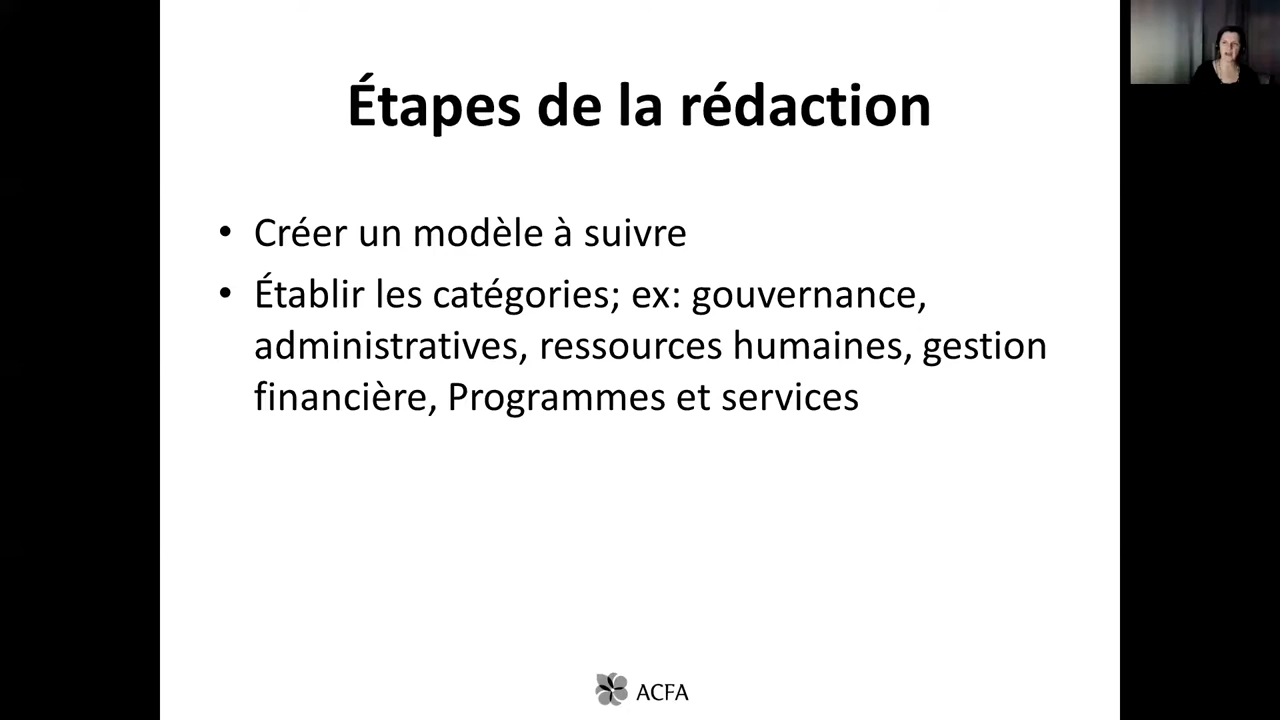 Étapes de la rédaction
• Créer un modèle à suivre
• Établir les catégories; ex: gouvernance,
administratives, ressources humaines, gestion
financière, Programmes et services
ACFA